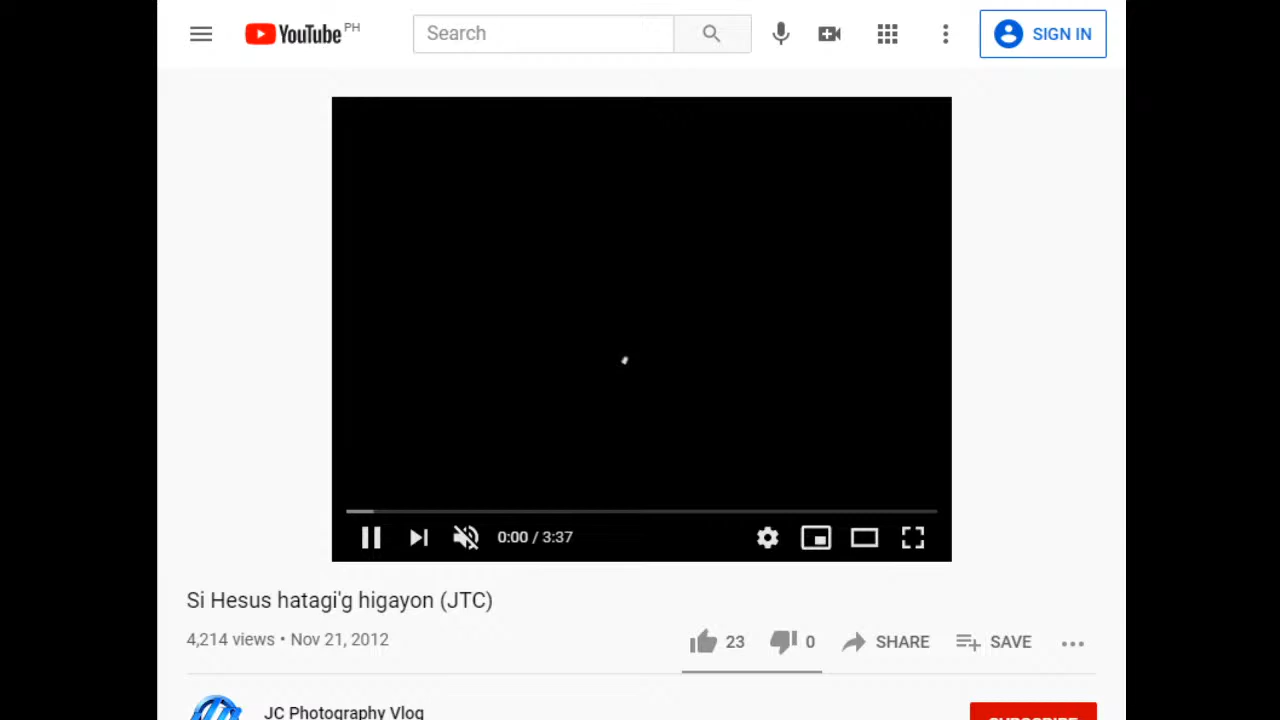 YouTube PH
Search
SIGN IN
0:00 / 3:37
Si Hesus hatagi'g higayon (JTC)
4,214 views • Nov 21, 2012
23
0
SHARE
SAVE
JC Photography Vlog
SUBSCRIBE